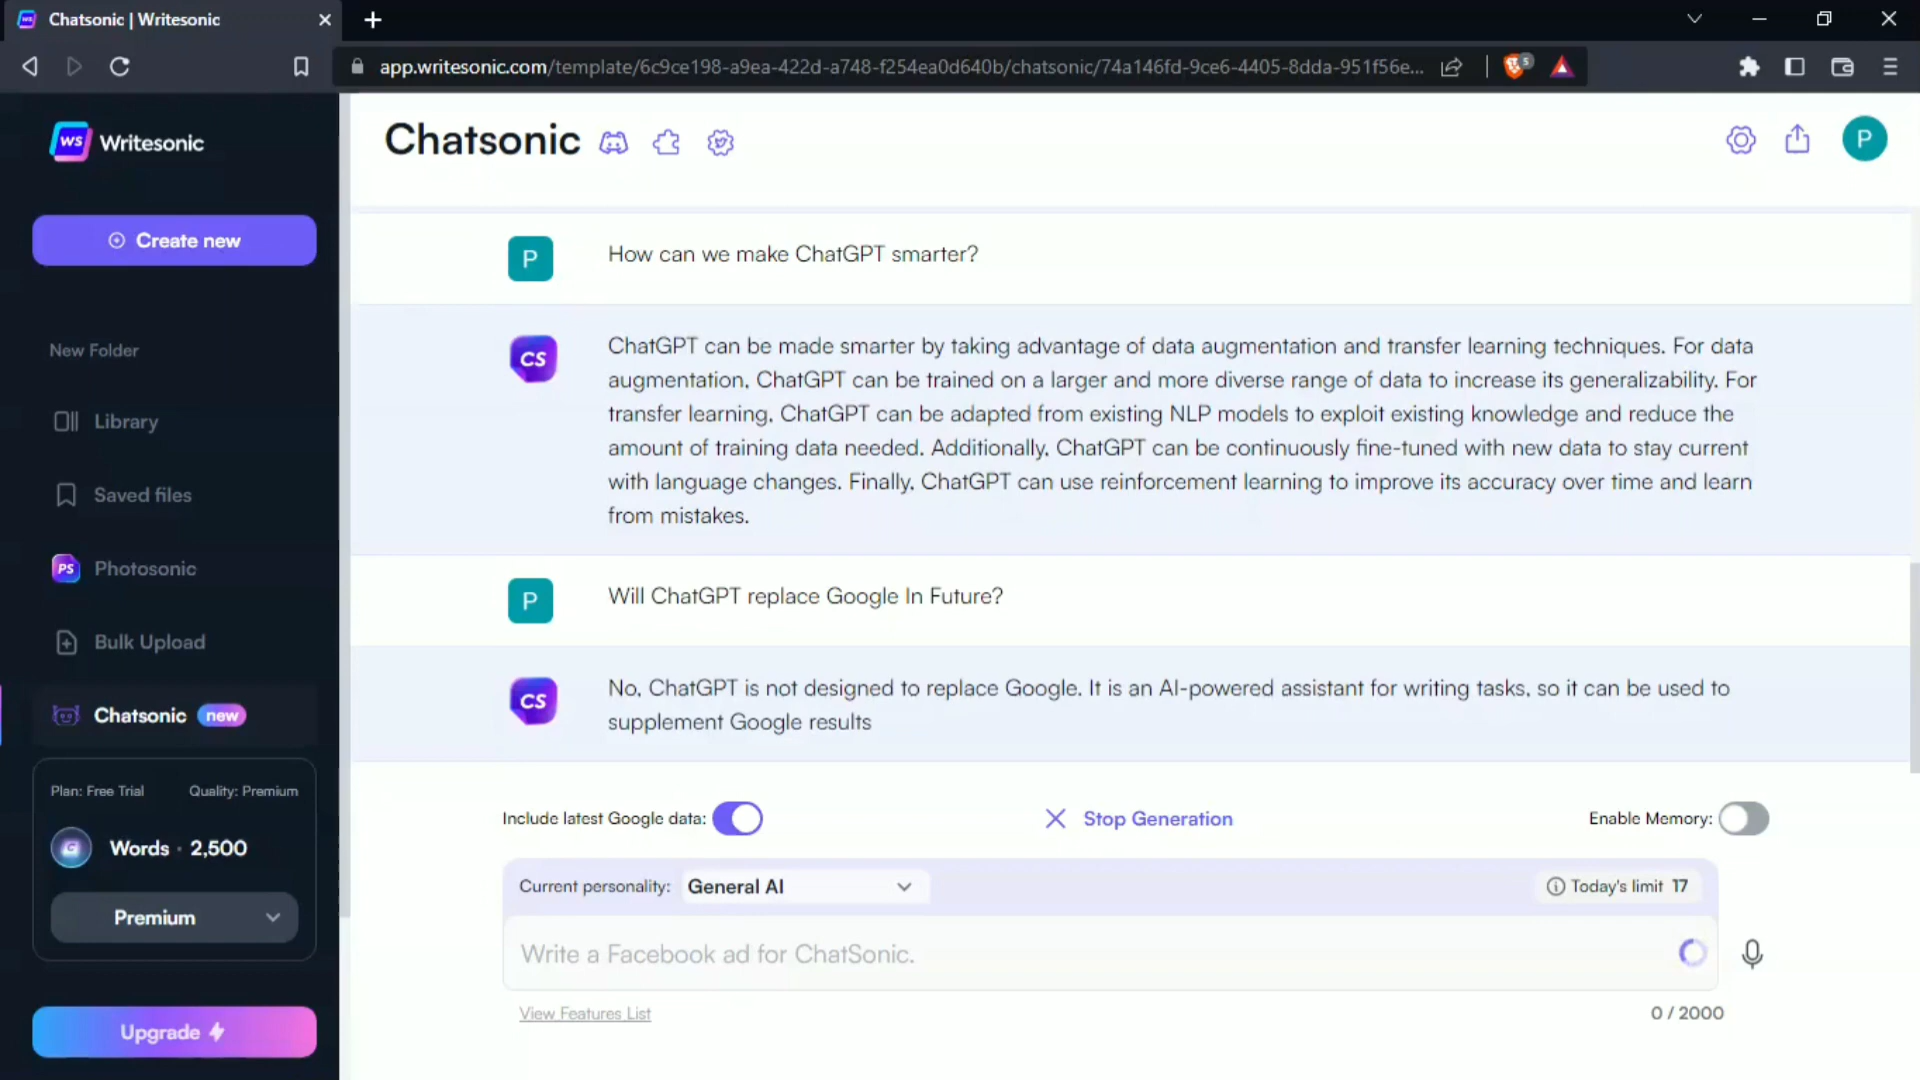 Chatsonic | Writesonic
app.writesonic.com/template/6c9ce198-a9ea-422d-a748-f254ea0d640b/chatsonic/74a146fd-9ce6-4405-8dda-951f56e...
5
WS Writesonic
Create new
New Folder
Library
Saved files
PS Photosonic
Bulk Upload
Chatsonic new
Plan: Free Trial Quality: Premium
G Words · 2,500
Premium
Upgrade
Chatsonic
P
P How can we make ChatGPT smarter?
CS ChatGPT can be made smarter by taking advantage of data augmentation and transfer learning techniques. For data
augmentation, ChatGPT can be trained on a larger and more diverse range of data to increase its generalizability. For
transfer learning, ChatGPT can be adapted from existing NLP models to exploit existing knowledge and reduce the
amount of training data needed. Additionally, ChatGPT can be continuously fine-tuned with new data to stay current
with language changes. Finally, ChatGPT can use reinforcement learning to improve its accuracy over time and learn
from mistakes.
P Will ChatGPT replace Google In Future?
CS No, ChatGPT is not designed to replace Google. It is an AI-powered assistant for writing tasks, so it can be used to
supplement Google results
Include latest Google data: Stop Generation Enable Memory:
Current personality: General AI Today's limit 17
Write a Facebook ad for ChatSonic.
View Features List 0 / 2000